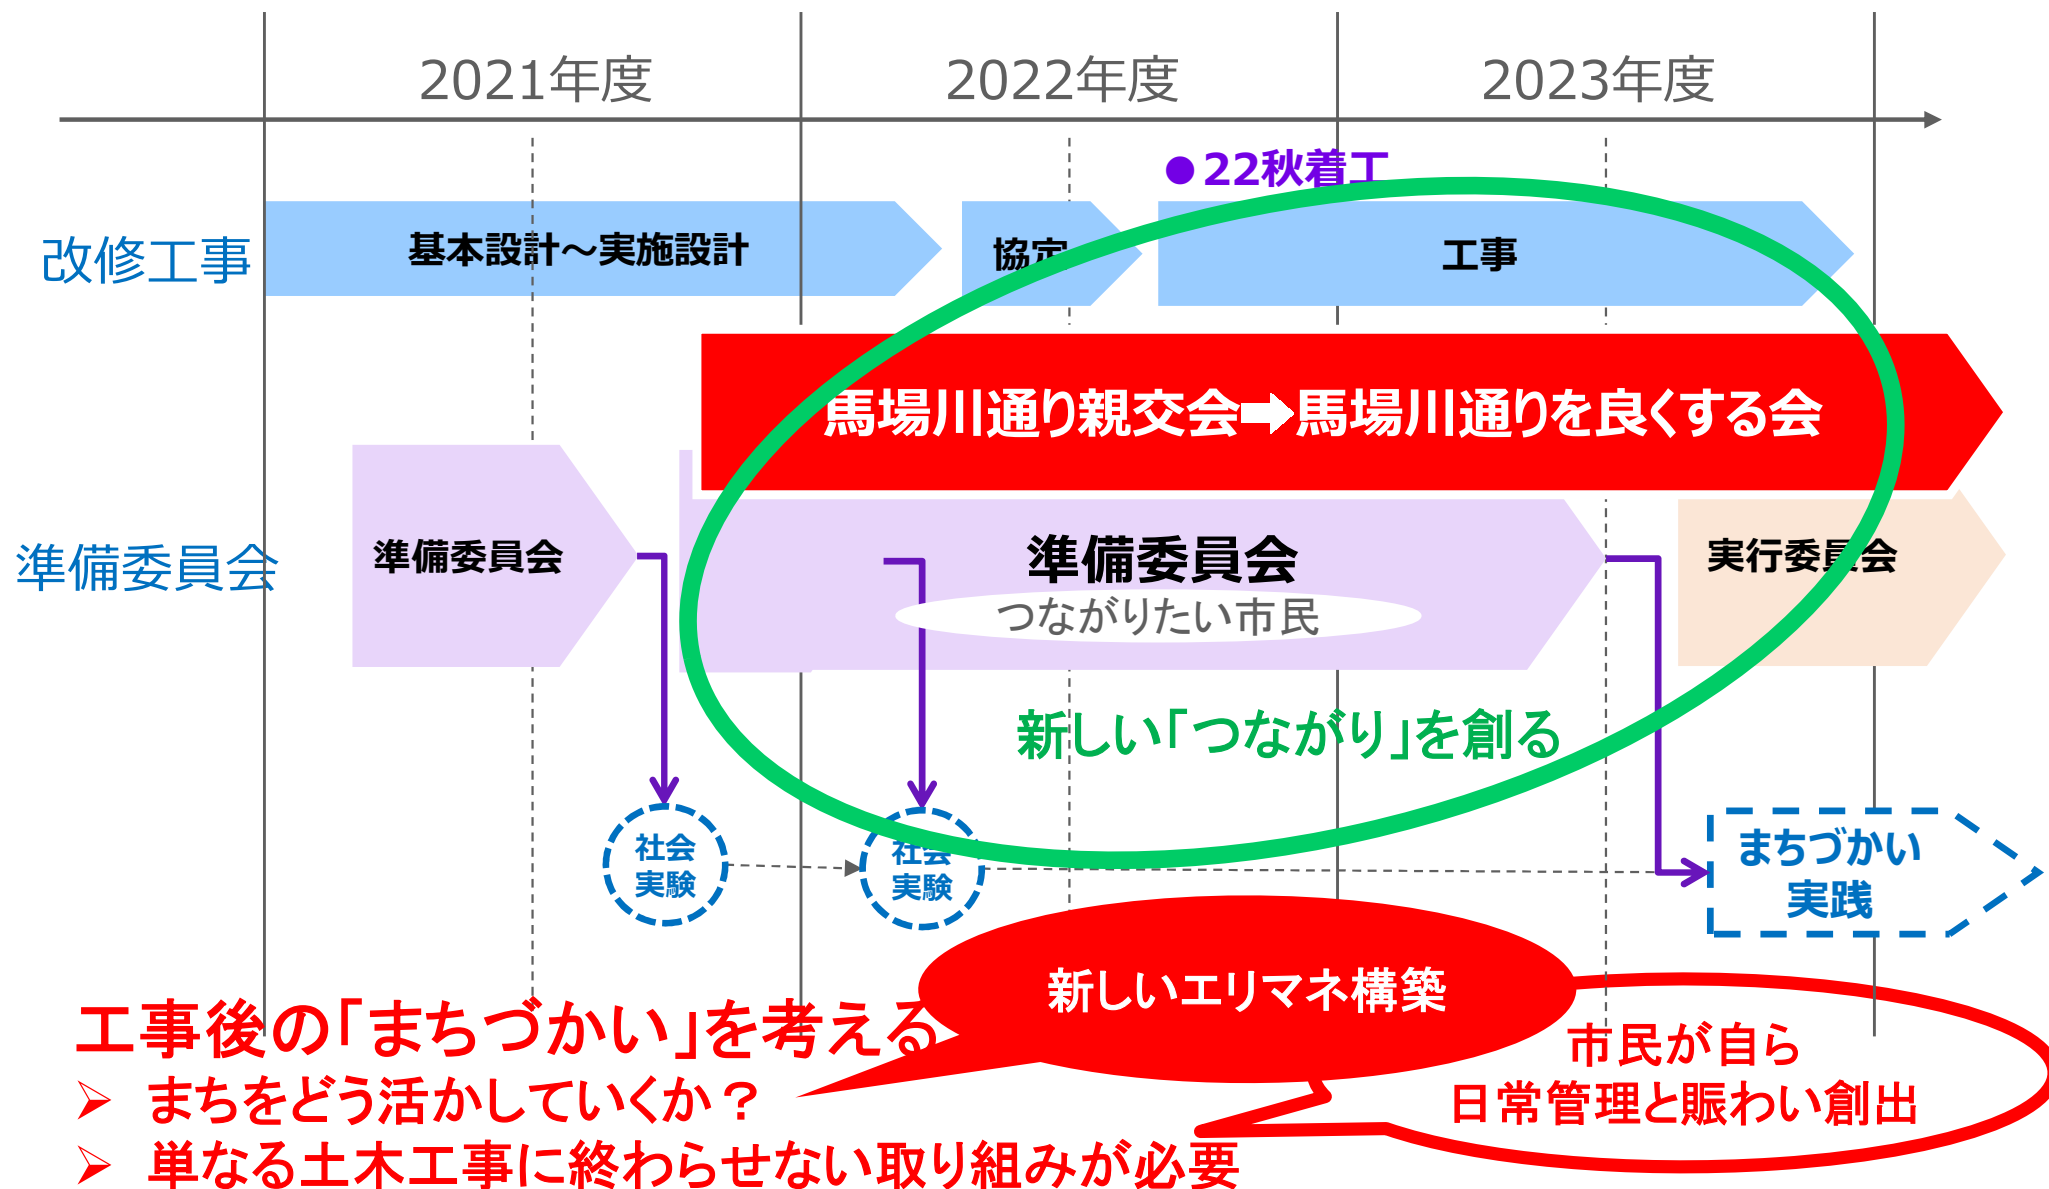 2021年度
2022年度
2023年度
●22秋着工
改修工事
基本設計～実施設計
協定
工事
馬場川通り親交会➡馬場川通りを良くする会
準備委員会
準備委員会
準備委員会
つながりたい市民
実行委員会
新しい「つながり」を創る
社会
実験
社会
実験
まちづかい
実践
新しいエリマネ構築
工事後の「まちづかい」を考える
➢ まちをどう活かしていくか？
➢ 単なる土木工事に終わらせない取り組みが必要
市民が自ら
日常管理と賑わい創出